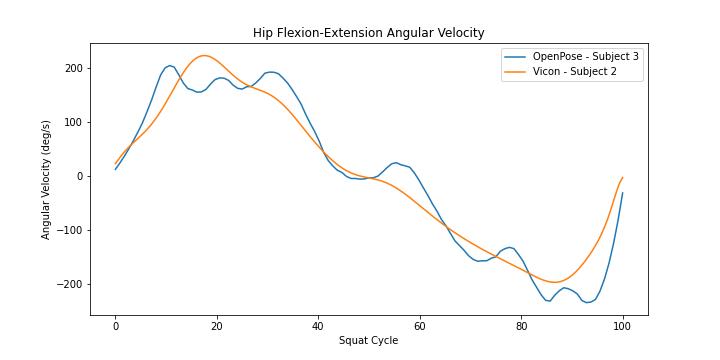 Hip Flexion-Extension Angular Velocity
OpenPose - Subject 3
Vicon - Subject 2
Angular Velocity (deg/s)
200
100
0
−100
−200
0 20 40 60 80 100
Squat Cycle